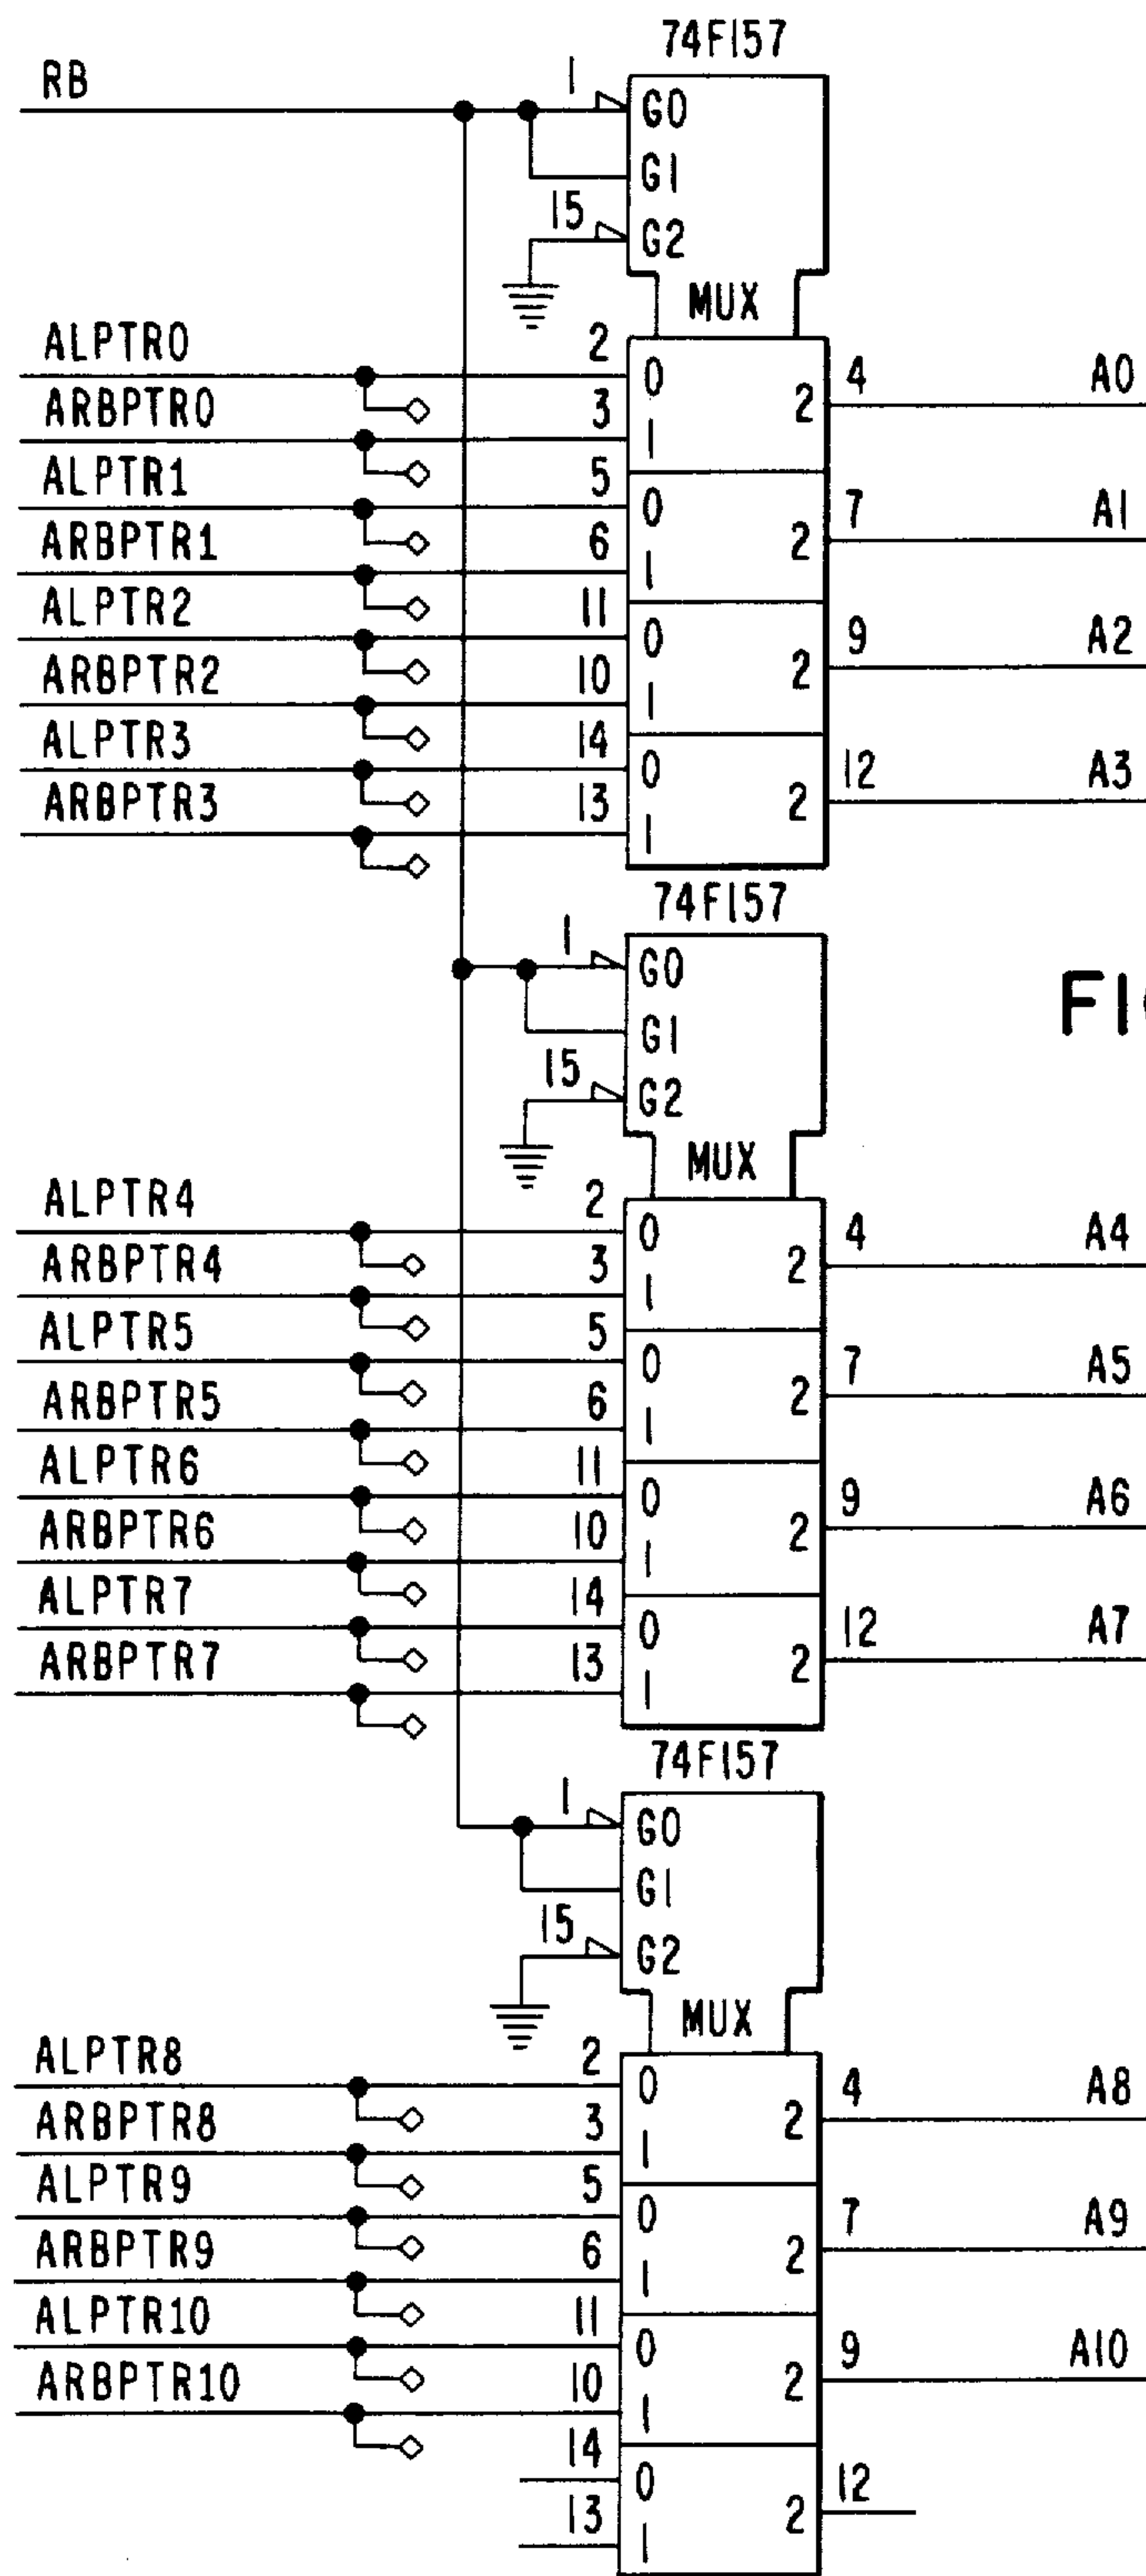 74F157
RB 1 G0
G1
15 G2
MUX
ALPTR0 2 0 4 A0
ARBPTR0 3 1 2
ALPTR1 5 0 7 A1
ARBPTR1 6 1 2
ALPTR2 11 0 9 A2
ARBPTR2 10 1 2
ALPTR3 14 0 12 A3
ARBPTR3 13 1 2
74F157
1 G0
G1
15 G2
MUX
ALPTR4 2 0 4 A4
ARBPTR4 3 1 2
ALPTR5 5 0 7 A5
ARBPTR5 6 1 2
ALPTR6 11 0 9 A6
ARBPTR6 10 1 2
ALPTR7 14 0 12 A7
ARBPTR7 13 1 2
74F157
1 G0
G1
15 G2
MUX
ALPTR8 2 0 4 A8
ARBPTR8 3 1 2
ALPTR9 5 0 7 A9
ARBPTR9 6 1 2
ALPTR10 11 0 9 A10
ARBPTR10 10 1 2
14 0 12
13 1 2